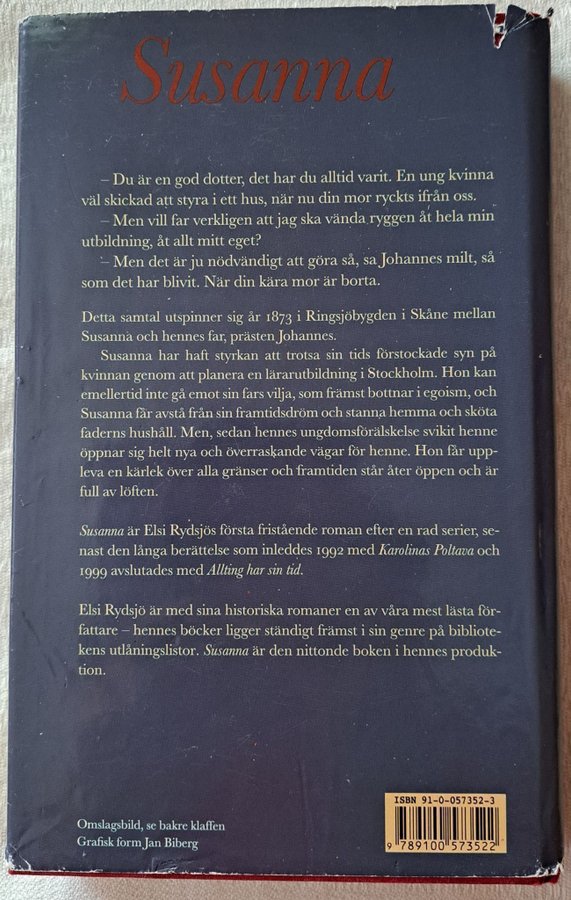 Susanna
– Du är en god dotter, det har du alltid varit. En ung kvinna
väl skickad att styra i ett hus, när nu din mor ryckts ifrån oss.
– Men vill far verkligen att jag ska vända ryggen åt hela min
utbildning, åt allt mitt eget?
– Men det är ju nödvändigt att göra så, sa Johannes milt, så
som det har blivit. När din kära mor är borta.
Detta samtal utspinner sig år 1873 i Ringsjöbygden i Skåne mellan
Susanna och hennes far, prästen Johannes.
Susanna har haft styrkan att trotsa sin tids förstockade syn på
kvinnan genom att planera en lärarutbildning i Stockholm. Hon kan
emellertid inte gå emot sin fars vilja, som främst bottnar i egoism, och
Susanna får avstå från sin framtidsdröm och stanna hemma och sköta
faderns hushåll. Men, sedan hennes ungdomsförälskelse svikit henne
öppnar sig helt nya och överraskande vägar för henne. Hon får upp-
leva en kärlek över alla gränser och framtiden står åter öppen och är
full av löften.
Susanna är Elsi Rydsjös första fristående roman efter en rad serier, se-
nast den långa berättelse som inleddes 1992 med Karolinas Poltava och
1999 avslutades med Allting har sin tid.
Elsi Rydsjö är med sina historiska romaner en av våra mest lästa för-
fattare – hennes böcker ligger ständigt främst i sin genre på bibliote-
kens utlåningslistor. Susanna är den nittonde boken i hennes produk-
tion.
Omslagsbild, se bakre klaffen
Grafisk form Jan Biberg
ISBN 91-0-057352-3
9 789100 573522